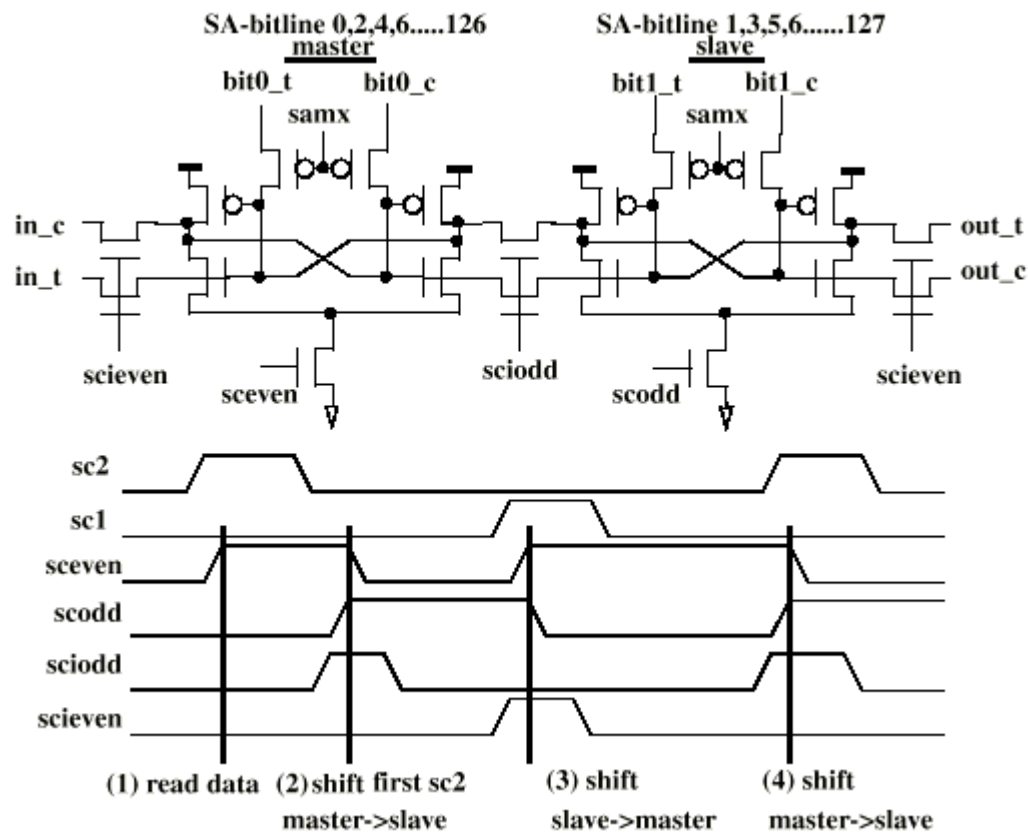 SA-bitline 0,2,4,6.....126 SA-bitline 1,3,5,6......127
master slave
bit0_t bit0_c bit1_t bit1_c
samx samx
in_c out_t
in_t out_c
scieven sceven sciodd scodd scieven
sc2
sc1
sceven
scodd
sciodd
scieven
(1) read data (2) shift first sc2 (3) shift (4) shift
master->slave slave->master master->slave